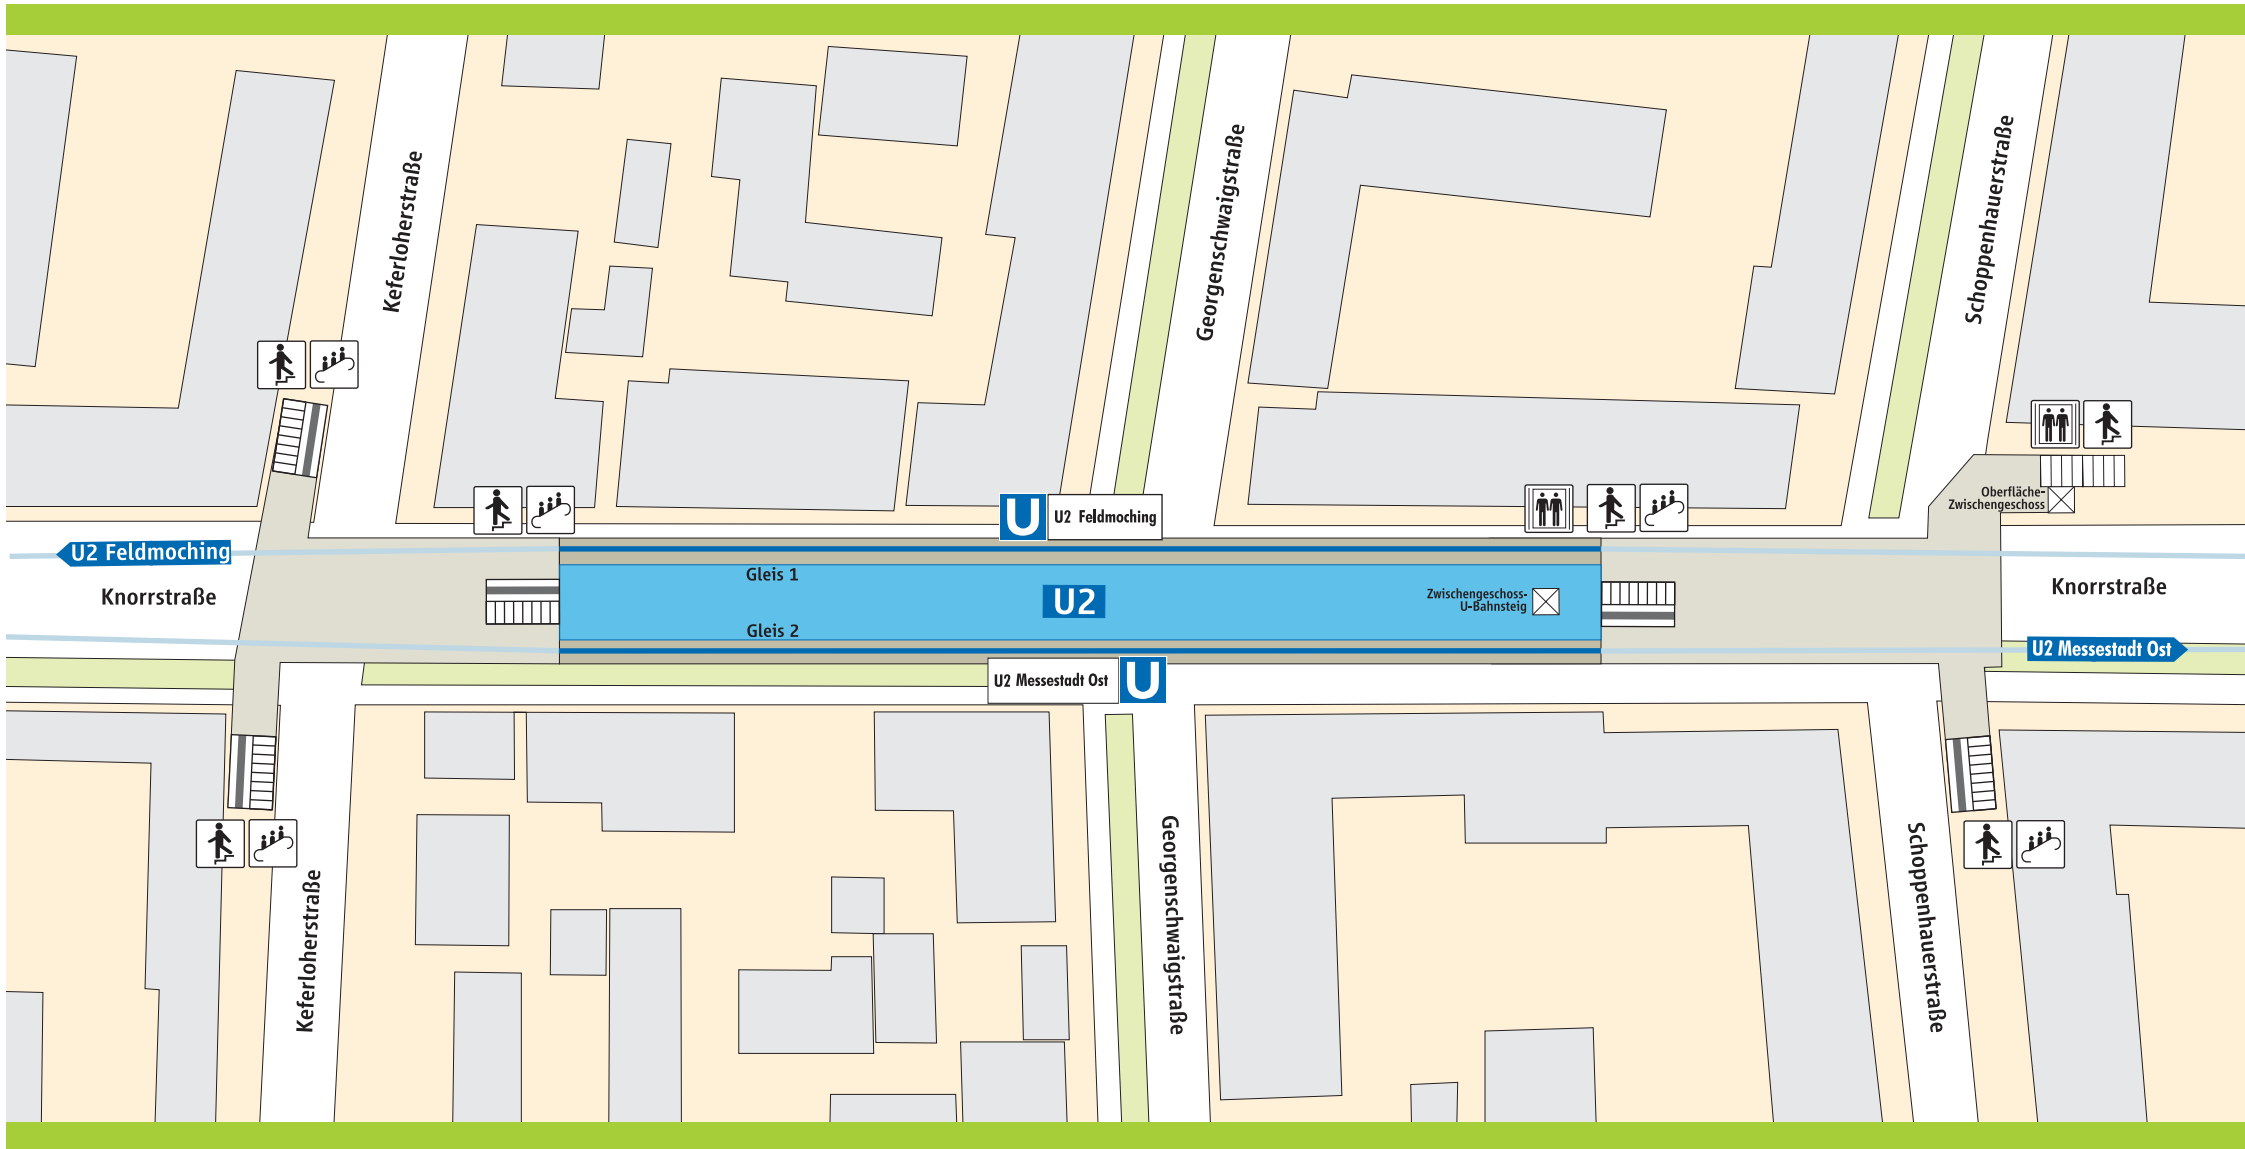 Keferloherstraße
Georgenschwaigstraße
Schoppenhauerstraße
Oberfläche-
Zwischengeschoss
U U2 Feldmoching
U2 Feldmoching
Knorrstraße
Gleis 1
U2
Zwischengeschoss-
U-Bahnsteig
Knorrstraße
Gleis 2
U2 Messestadt Ost
U2 Messestadt Ost U
Keferloherstraße
Georgenschwaigstraße
Schoppenhauerstraße